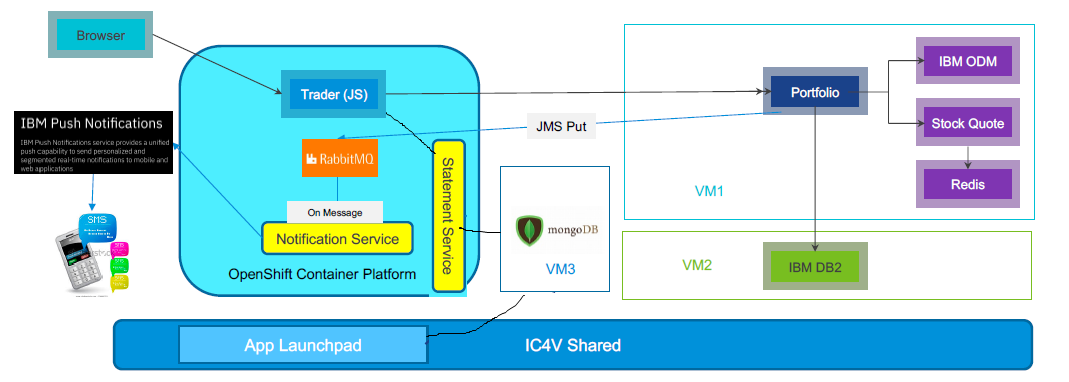 Browser
Trader (JS)
Portfolio
IBM ODM
Stock Quote
Redis
VM1
JMS Put
IBM Push Notifications
IBM Push Notifications service provides a unified
push capability to send personalized and
segmented real-time notifications to mobile and
web applications
RabbitMQ
On Message
Notification Service
OpenShift Container Platform
Statement Service
mongoDB
VM3
VM2
IBM DB2
SMS
App Launchpad
IC4V Shared